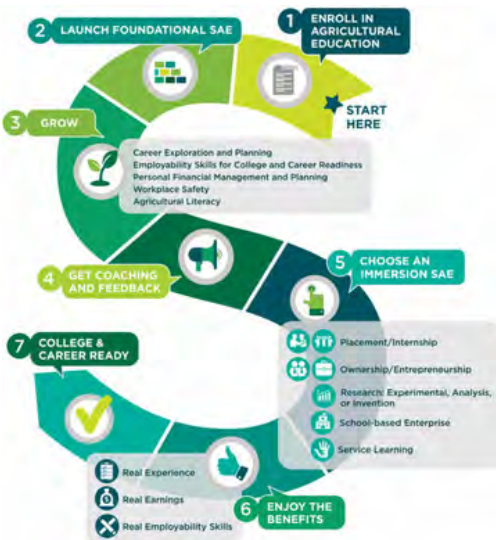 1 ENROLL IN
AGRICULTURAL
EDUCATION
START
HERE
2 LAUNCH FOUNDATIONAL SAE
3 GROW
Career Exploration and Planning
Employability Skills for College and Career Readiness
Personal Financial Management and Planning
Workplace Safety
Agricultural Literacy
4 GET COACHING
AND FEEDBACK
5 CHOOSE AN
IMMERSION SAE
Placement/Internship
Ownership/Entrepreneurship
Research: Experimental, Analysis,
or Invention
School-based Enterprise
Service Learning
6 ENJOY THE
BENEFITS
Real Experience
Real Earnings
Real Employability Skills
7 COLLEGE &
CAREER READY